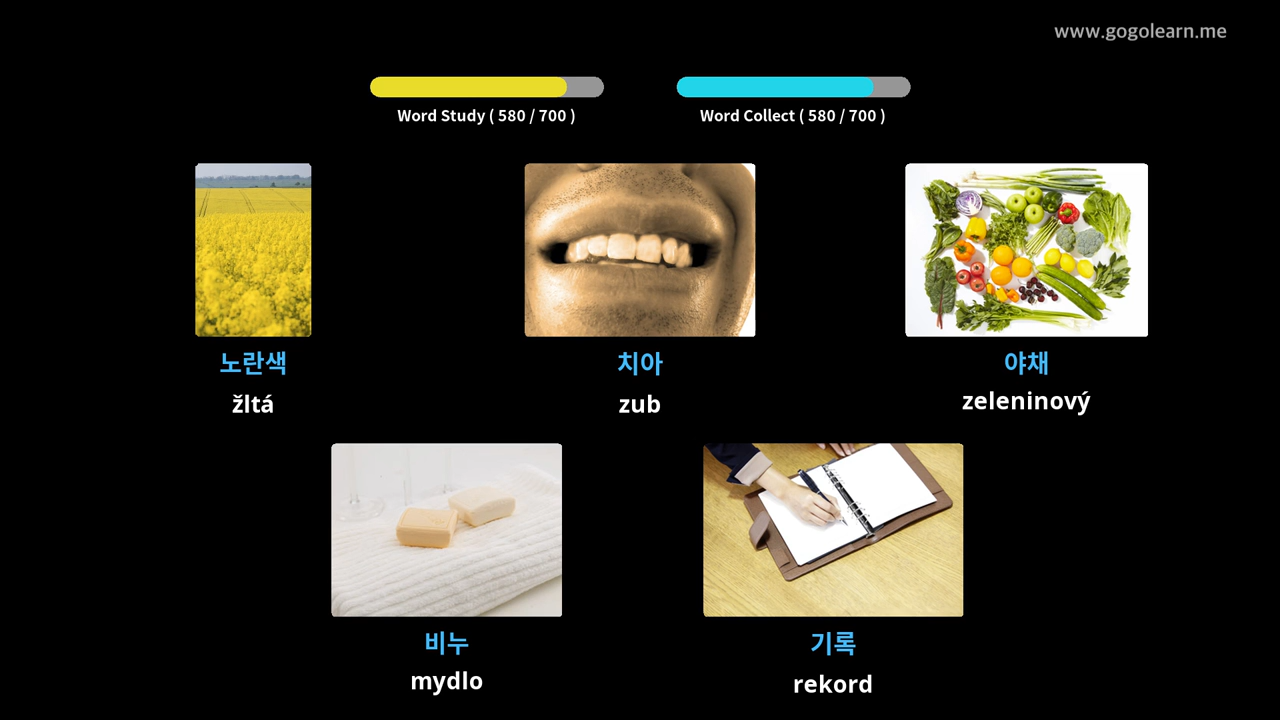 www.gogolearn.me
Word Study ( 580 / 700 )
Word Collect ( 580 / 700 )
노란색
žltá
치아
zub
야채
zeleninový
비누
mydlo
기록
rekord